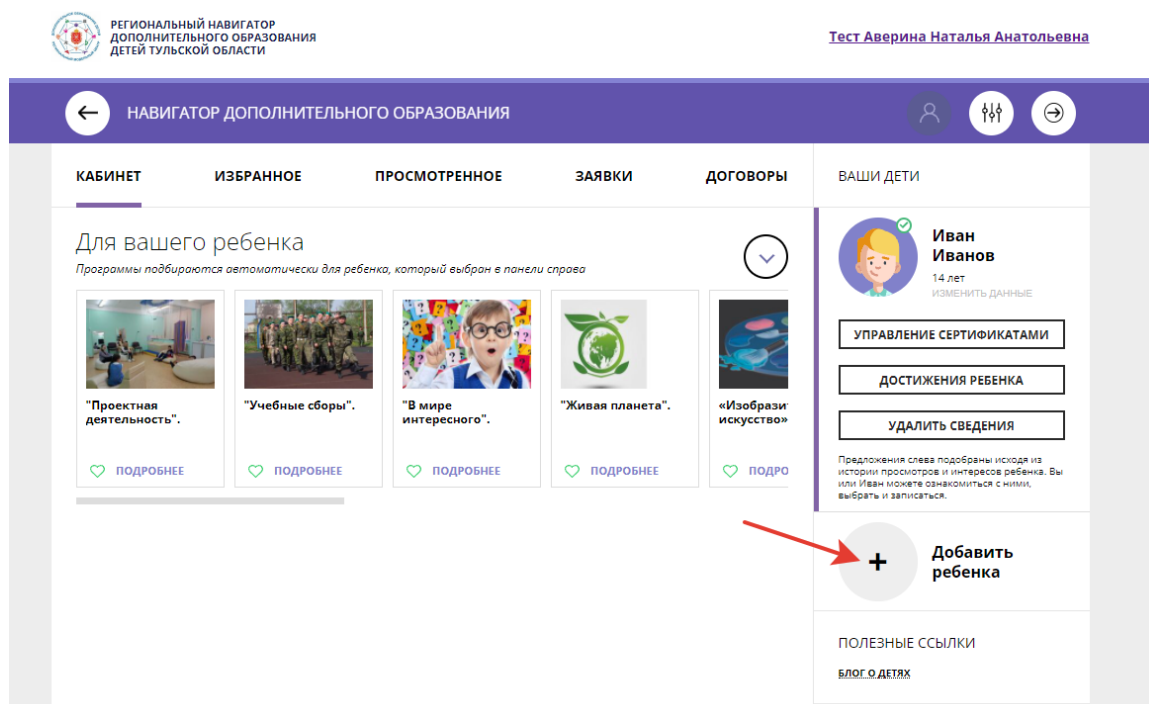 РЕГИОНАЛЬНЫЙ НАВИГАТОР
ДОПОЛНИТЕЛЬНОГО ОБРАЗОВАНИЯ
ДЕТЕЙ ТУЛЬСКОЙ ОБЛАСТИ
Тест Аверина Наталья Анатольевна
НАВИГАТОР ДОПОЛНИТЕЛЬНОГО ОБРАЗОВАНИЯ
КАБИНЕТ ИЗБРАННОЕ ПРОСМОТРЕННОЕ ЗАЯВКИ ДОГОВОРЫ
Для вашего ребенка
Программы подбираются автоматически для ребенка, который выбран в панели справа
"Проектная
деятельность".
ПОДРОБНЕЕ
"Учебные сборы".
ПОДРОБНЕЕ
"В мире
интересного".
ПОДРОБНЕЕ
"Живая планета".
ПОДРОБНЕЕ
«Изобрази
искусство»
ПОДРО
ВАШИ ДЕТИ
Иван
Иванов
14 лет
ИЗМЕНИТЬ ДАННЫЕ
УПРАВЛЕНИЕ СЕРТИФИКАТАМИ
ДОСТИЖЕНИЯ РЕБЕНКА
УДАЛИТЬ СВЕДЕНИЯ
Предложения слева подобраны исходя из
истории просмотров и интересов ребенка. Вы
или Иван можете ознакомиться с ними,
выбрать и записаться.
+
Добавить
ребенка
ПОЛЕЗНЫЕ ССЫЛКИ
БЛОГ О ДЕТЯХ